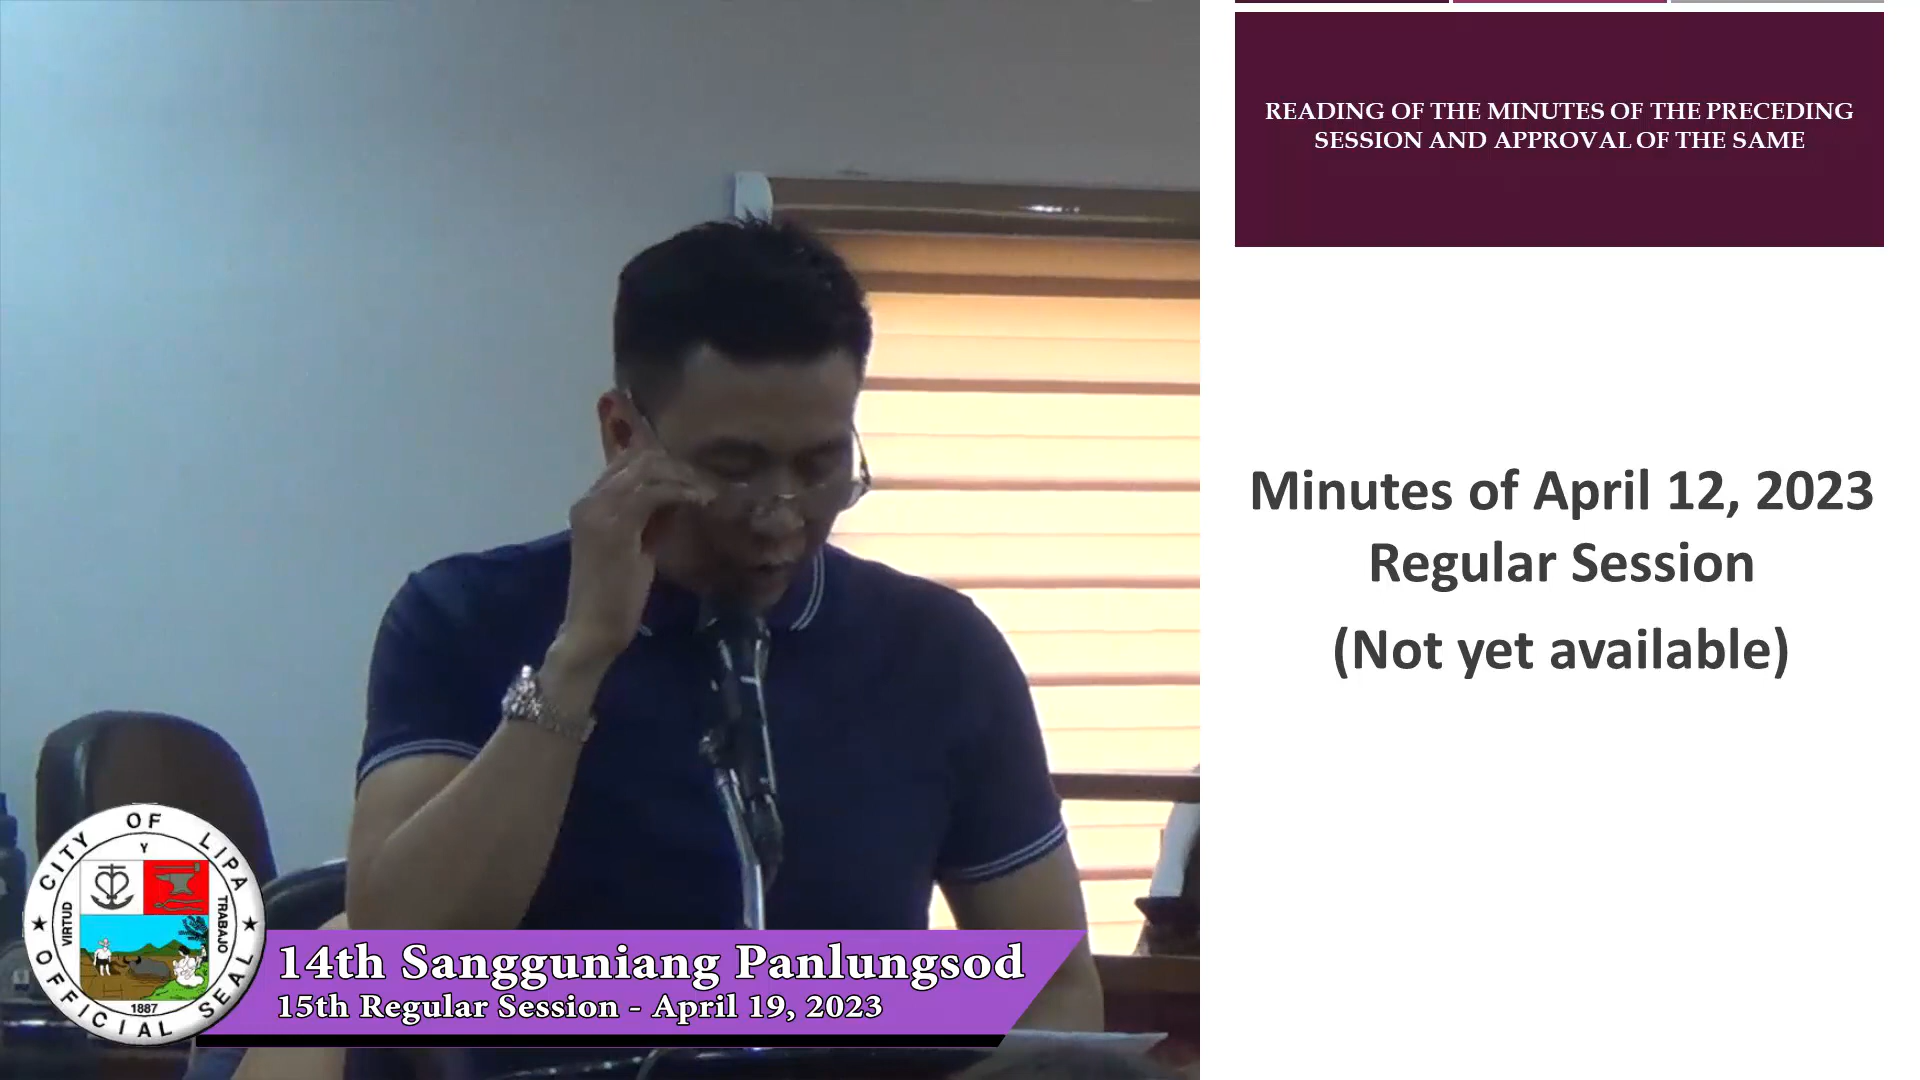 READING OF THE MINUTES OF THE PRECEDING
SESSION AND APPROVAL OF THE SAME
Minutes of April 12, 2023
Regular Session
(Not yet available)
CITY OF LIPA
Y
VIRTUD
TRABAJO
1887
OFFICIAL SEAL
14th Sangguniang Panlungsod
15th Regular Session - April 19, 2023